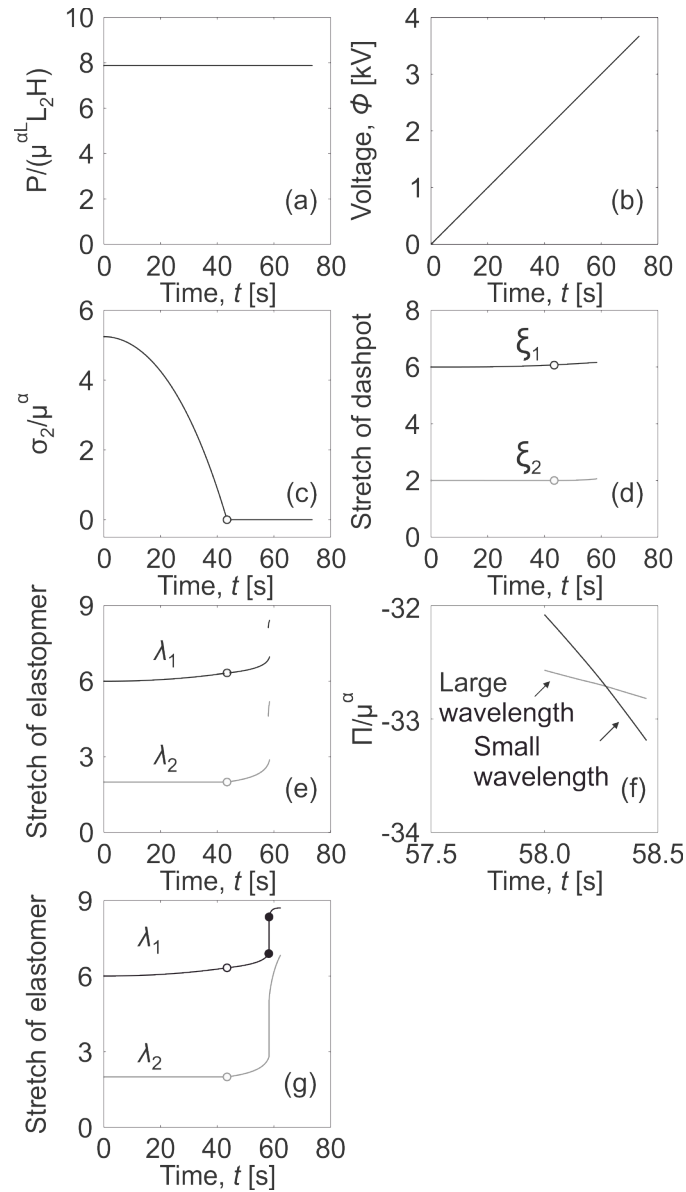 10
8
6
4
2
0
P/(μᵅᴸL₂H)
(a)
0 20 40 60 80
Time, t [s]
4
3
2
1
0
Voltage, Φ [kV]
(b)
0 20 40 60 80
Time, t [s]
6
4
2
0
σ₂/μᵅ
(c)
0 20 40 60 80
Time, t [s]
8
6
4
2
0
Stretch of dashpot
ξ₁
ξ₂
(d)
0 20 40 60 80
Time, t [s]
9
6
3
0
Stretch of elastopmer
λ₁
λ₂
(e)
0 20 40 60 80
Time, t [s]
-32
-33
-34
Π/μᵅ
Large
wavelength
Small
wavelength
(f)
57.5 58.0 58.5
Time, t [s]
9
6
3
0
Stretch of elastomer
λ₁
λ₂
(g)
0 20 40 60 80
Time, t [s]